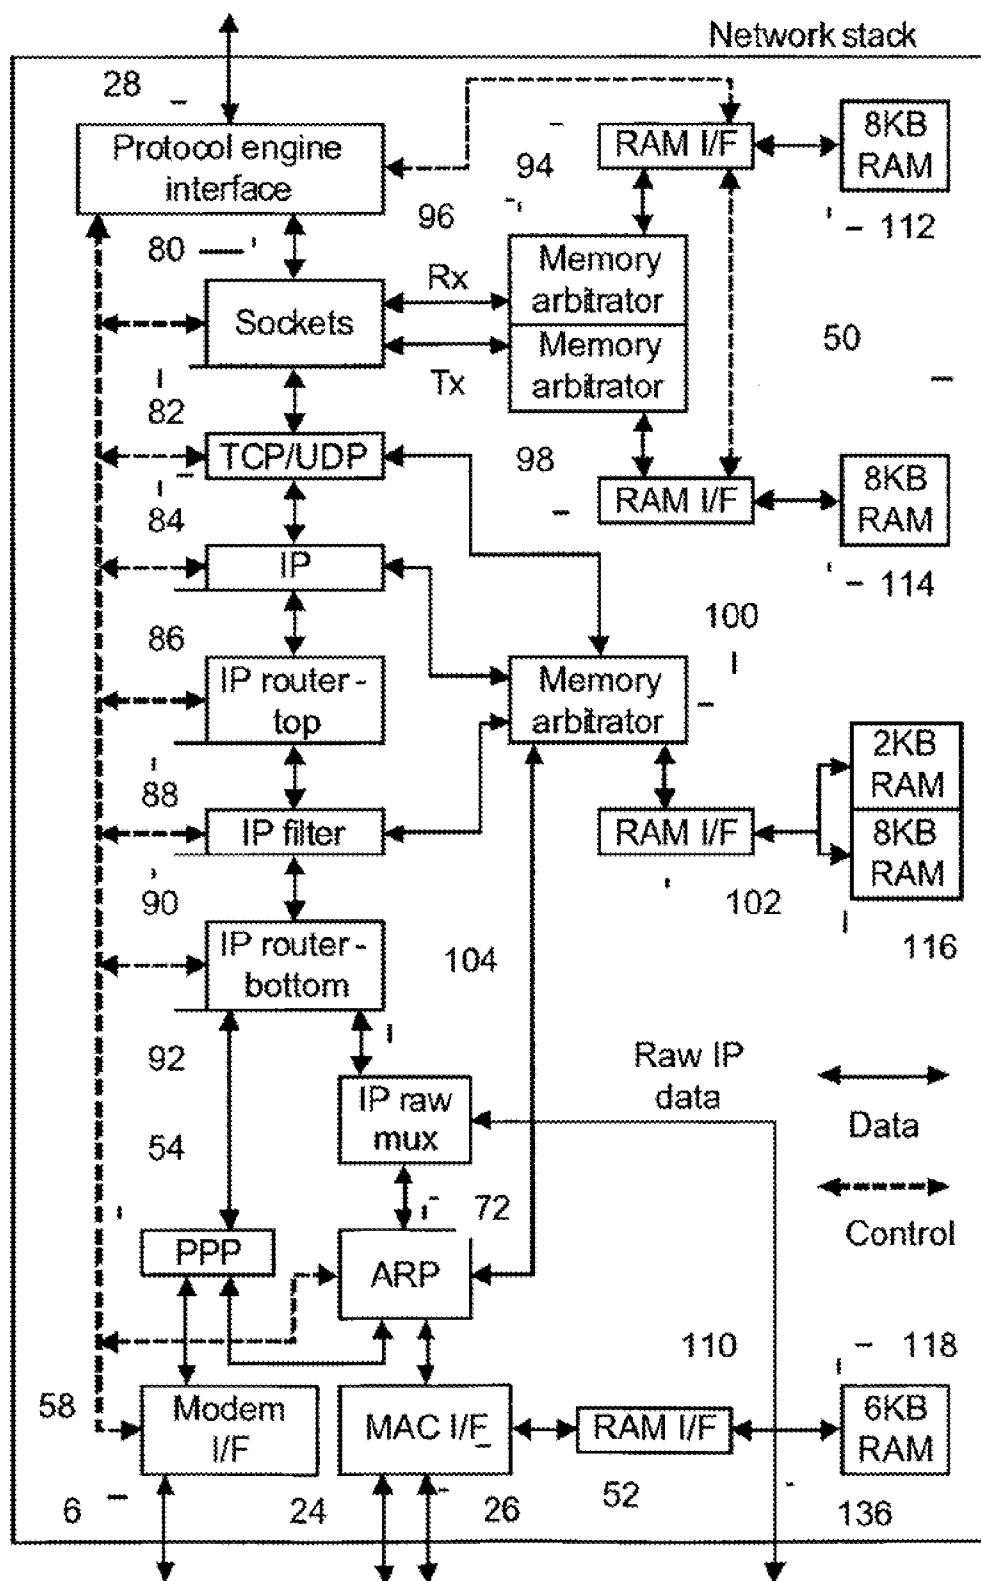 Network stack
28
Protocol engine
interface
RAM I/F
8KB
RAM
94
96
112
80
Rx
Memory
arbitrator
Sockets
50
Memory
arbitrator
Tx
82
TCP/UDP
98
RAM I/F
8KB
RAM
84
IP
114
100
86
IP router -
top
Memory
arbitrator
2KB
RAM
88
IP filter
RAM I/F
8KB
RAM
90
102
IP router -
bottom
104
116
92
Raw IP
data
IP raw
mux
Data
54
72
Control
PPP
ARP
110
118
58
Modem
I/F
MAC I/F
RAM I/F
6KB
RAM
6
24
26
52
136